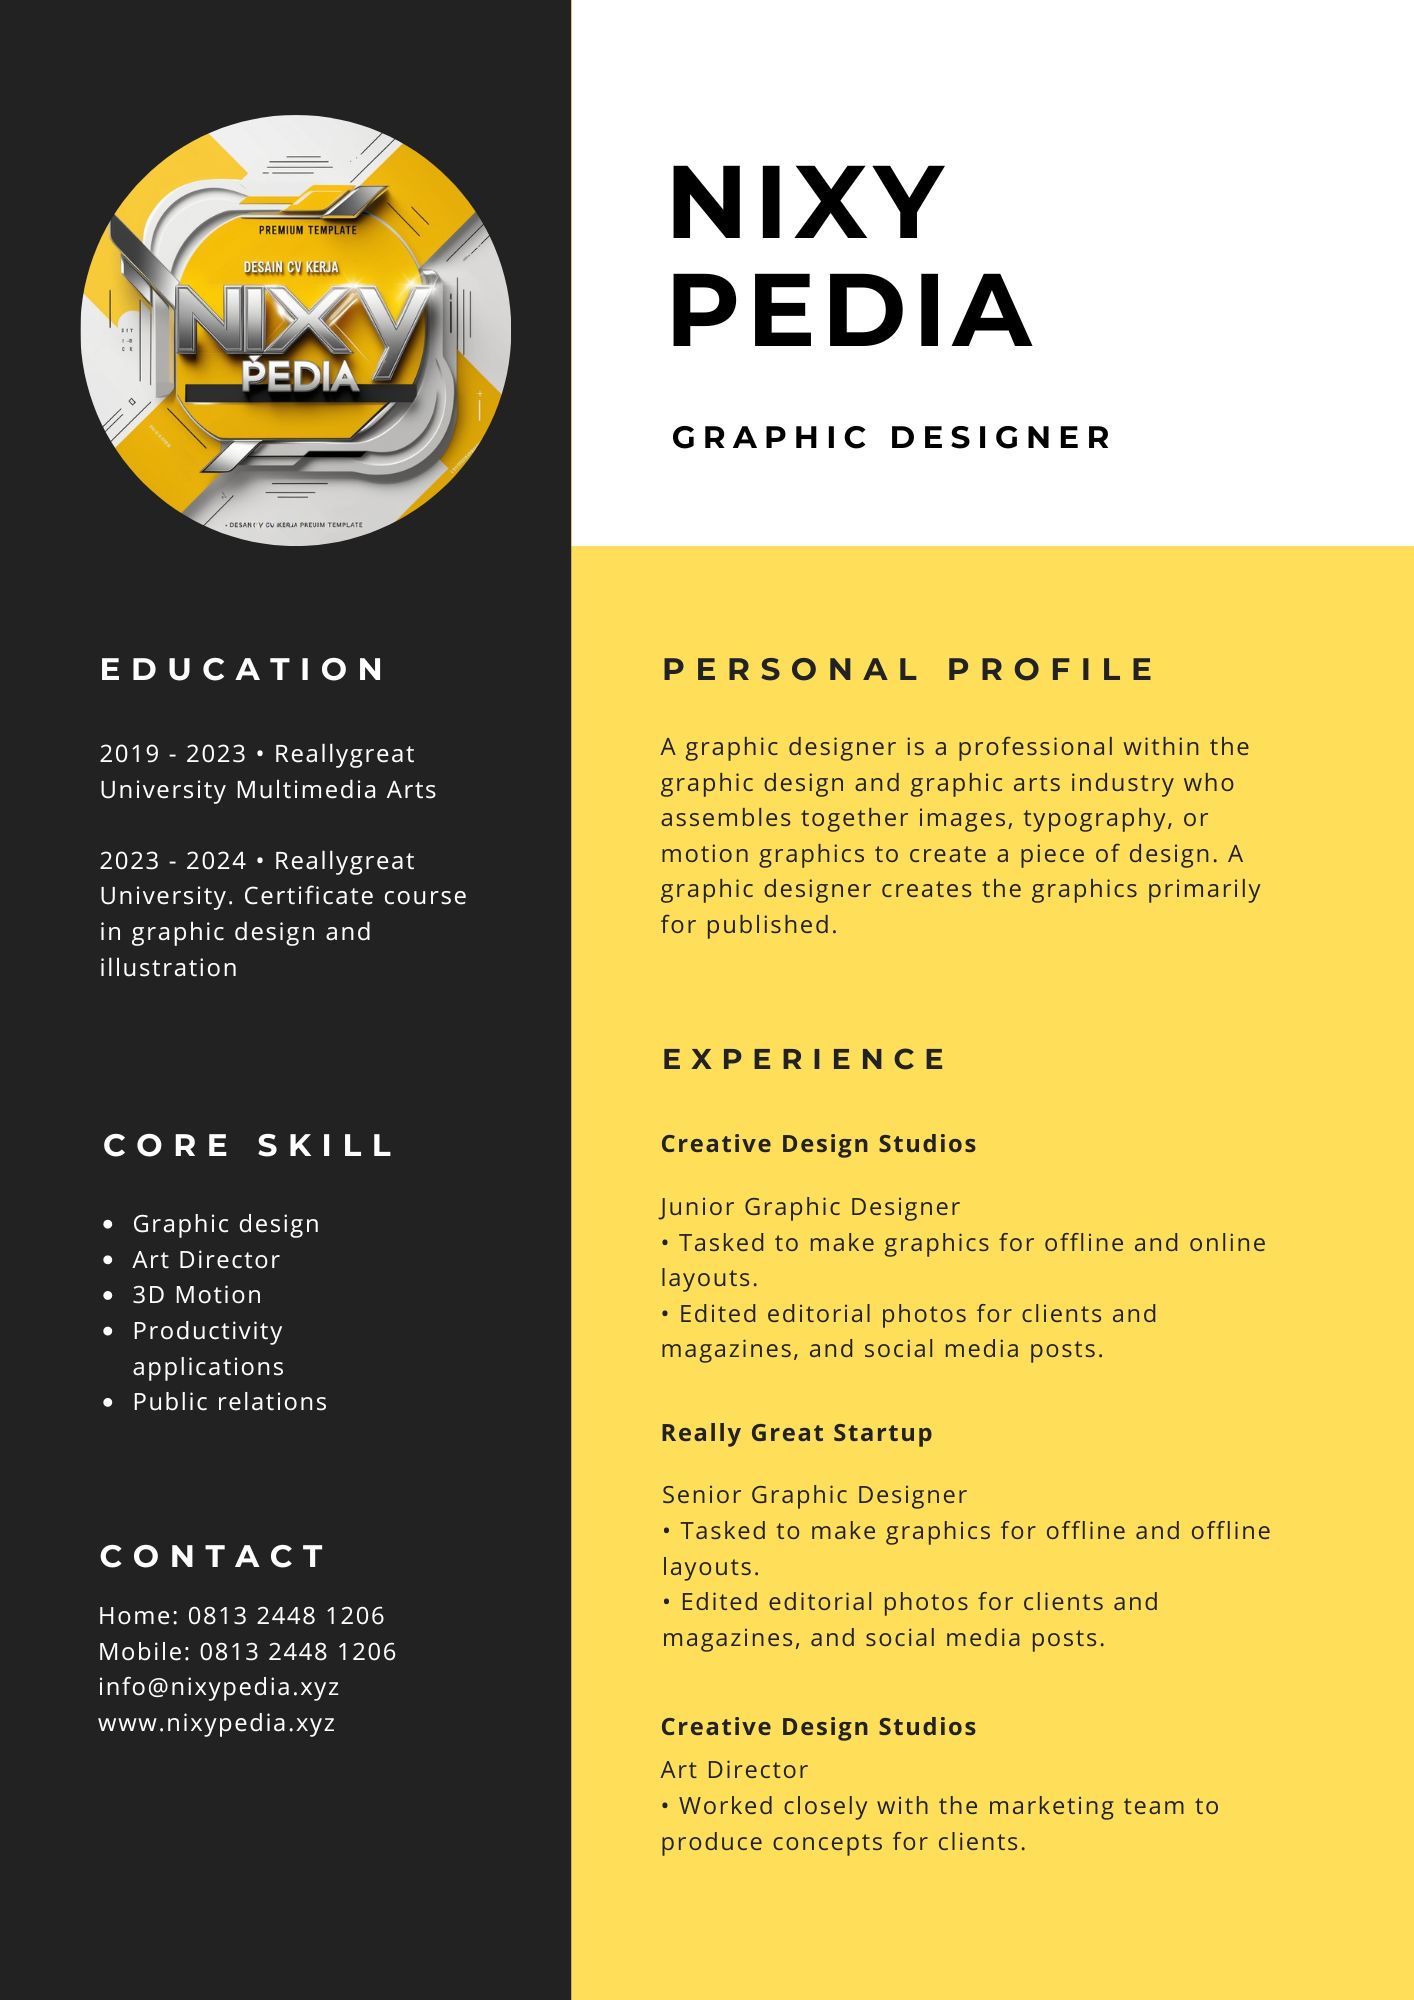 PREMIUM TEMPLATE
DESAIN CV KERJA
NIXY
PEDIA
NIXY
PEDIA
GRAPHIC DESIGNER
EDUCATION
2019 - 2023 • Reallygreat
University Multimedia Arts
2023 - 2024 • Reallygreat
University. Certificate course
in graphic design and
illustration
CORE SKILL
• Graphic design
• Art Director
• 3D Motion
• Productivity
applications
• Public relations
CONTACT
Home: 0813 2448 1206
Mobile: 0813 2448 1206
info@nixypedia.xyz
www.nixypedia.xyz
PERSONAL PROFILE
A graphic designer is a professional within the
graphic design and graphic arts industry who
assembles together images, typography, or
motion graphics to create a piece of design. A
graphic designer creates the graphics primarily
for published.
EXPERIENCE
Creative Design Studios
Junior Graphic Designer
• Tasked to make graphics for offline and online
layouts.
• Edited editorial photos for clients and
magazines, and social media posts.
Really Great Startup
Senior Graphic Designer
• Tasked to make graphics for offline and offline
layouts.
• Edited editorial photos for clients and
magazines, and social media posts.
Creative Design Studios
Art Director
• Worked closely with the marketing team to
produce concepts for clients.